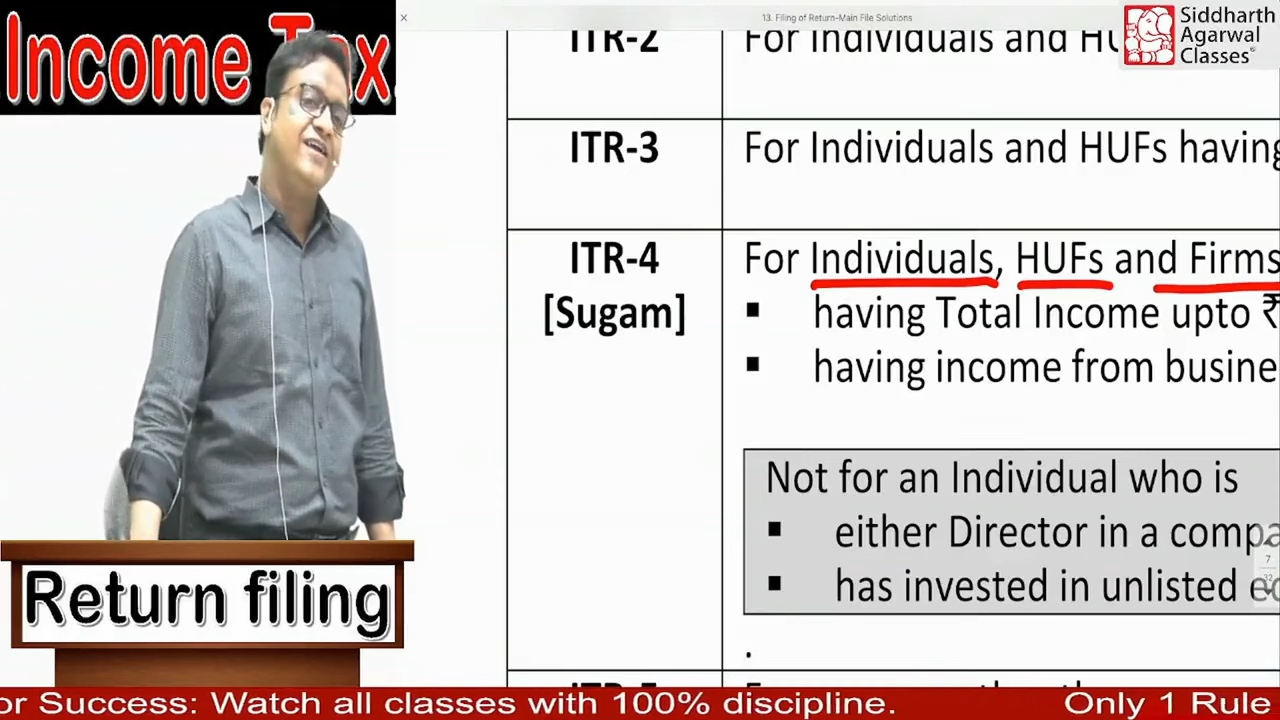 Income Tax
13. Filing of Return-Main File Solutions
Siddharth
Agarwal
Classes
ITR-2
For Individuals and
ITR-3
For Individuals and HUFs having
ITR-4
[Sugam]
For Individuals, HUFs and Firms
▪ having Total Income upto ₹
▪ having income from
Not for an Individual who is
▪ either Director in a
▪ has invested in unlisted
.
7
32
Return filing
or Success: Watch all classes with 100% discipline. Only 1 Rule